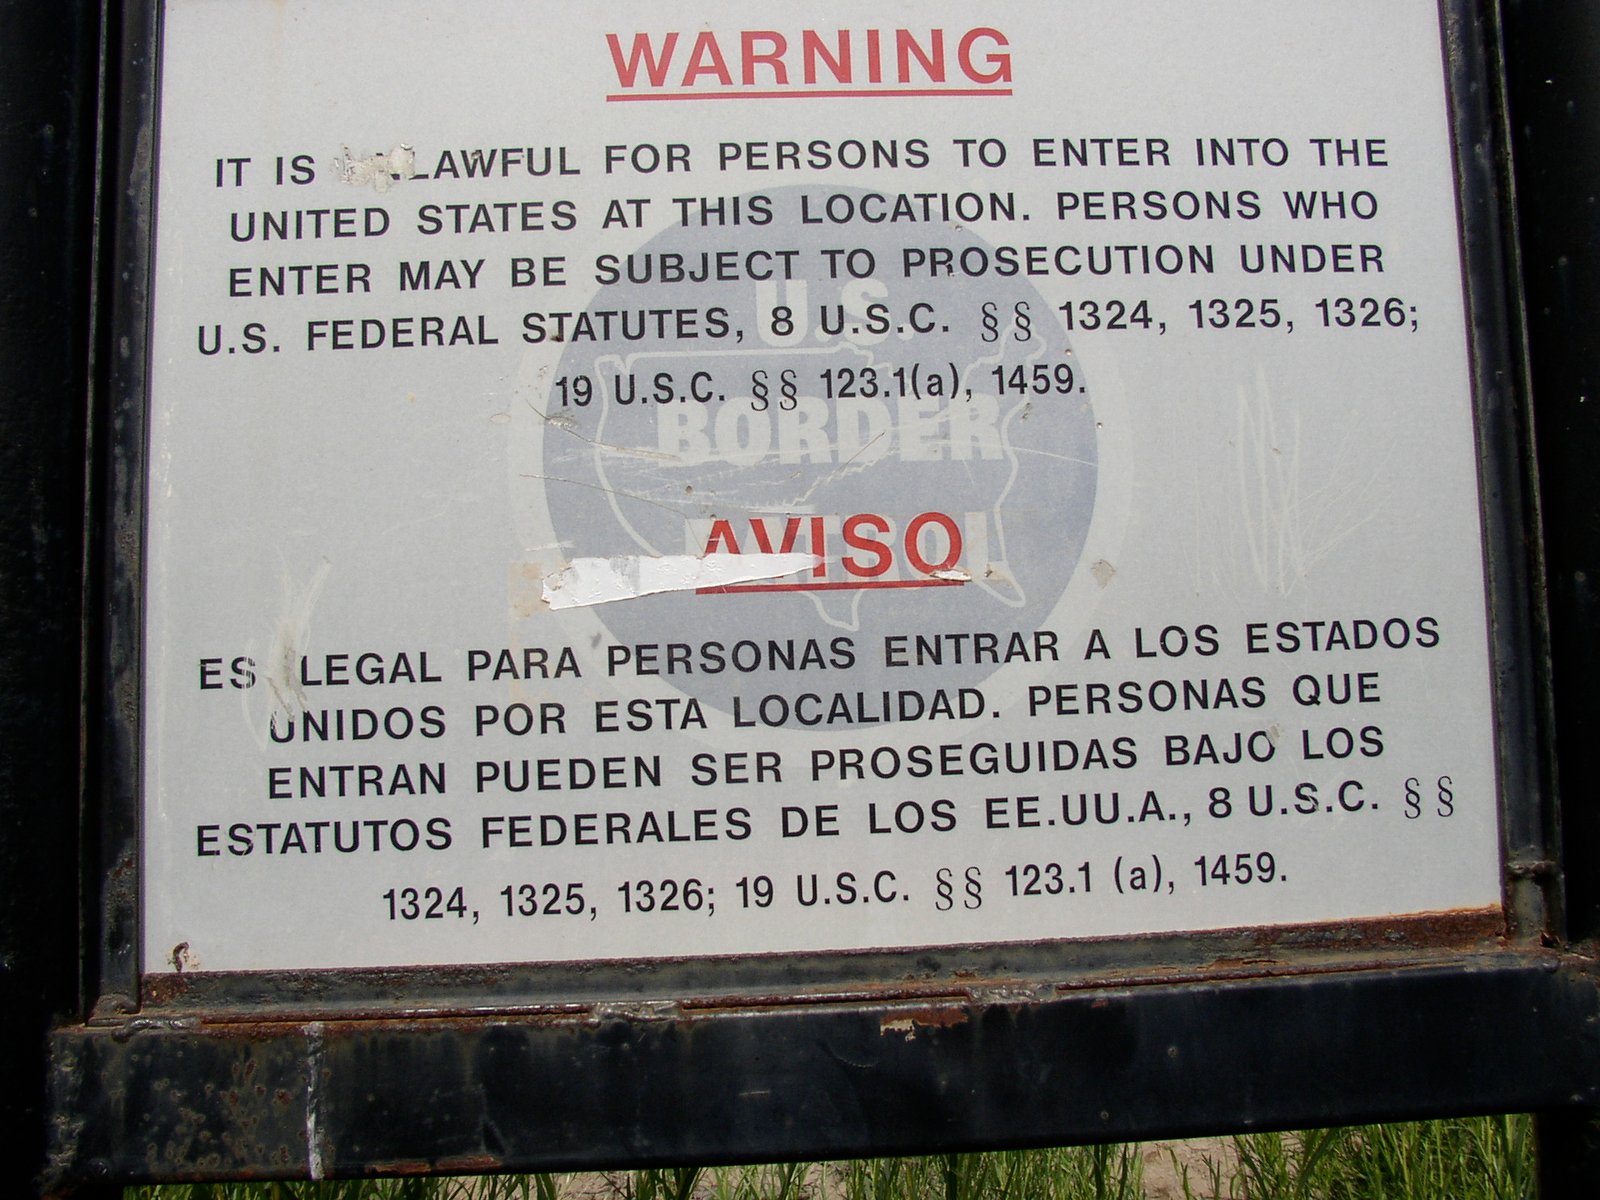 WARNING
IT IS LAWFUL FOR PERSONS TO ENTER INTO THE
UNITED STATES AT THIS LOCATION. PERSONS WHO
ENTER MAY BE SUBJECT TO PROSECUTION UNDER
U.S. FEDERAL STATUTES, 8 U.S.C. §§ 1324, 1325, 1326;
19 U.S.C. §§ 123.1(a), 1459.
U.S.
BORDER
AVISO
ES LEGAL PARA PERSONAS ENTRAR A LOS ESTADOS
UNIDOS POR ESTA LOCALIDAD. PERSONAS QUE
ENTRAN PUEDEN SER PROSEGUIDAS BAJO LOS
ESTATUTOS FEDERALES DE LOS EE.UU.A., 8 U.S.C. §§
1324, 1325, 1326; 19 U.S.C. §§ 123.1 (a), 1459.